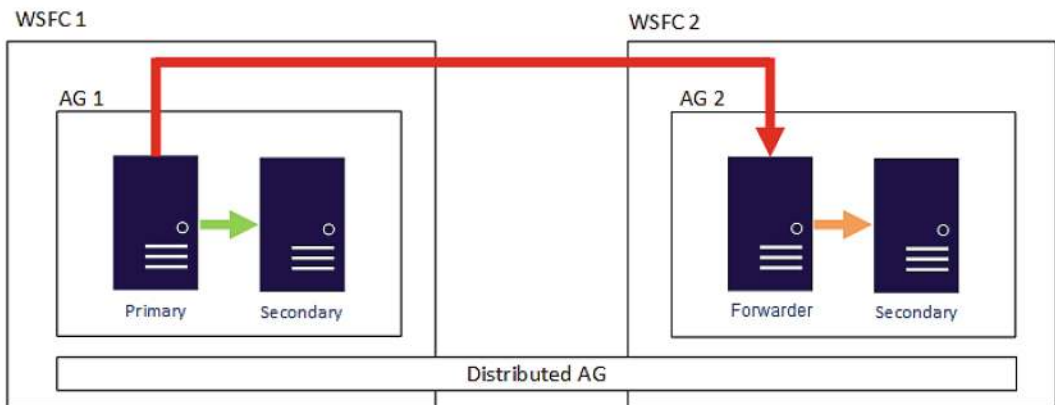 WSFC 1
WSFC 2
AG 1
AG 2
Primary
Secondary
Forwarder
Secondary
Distributed AG